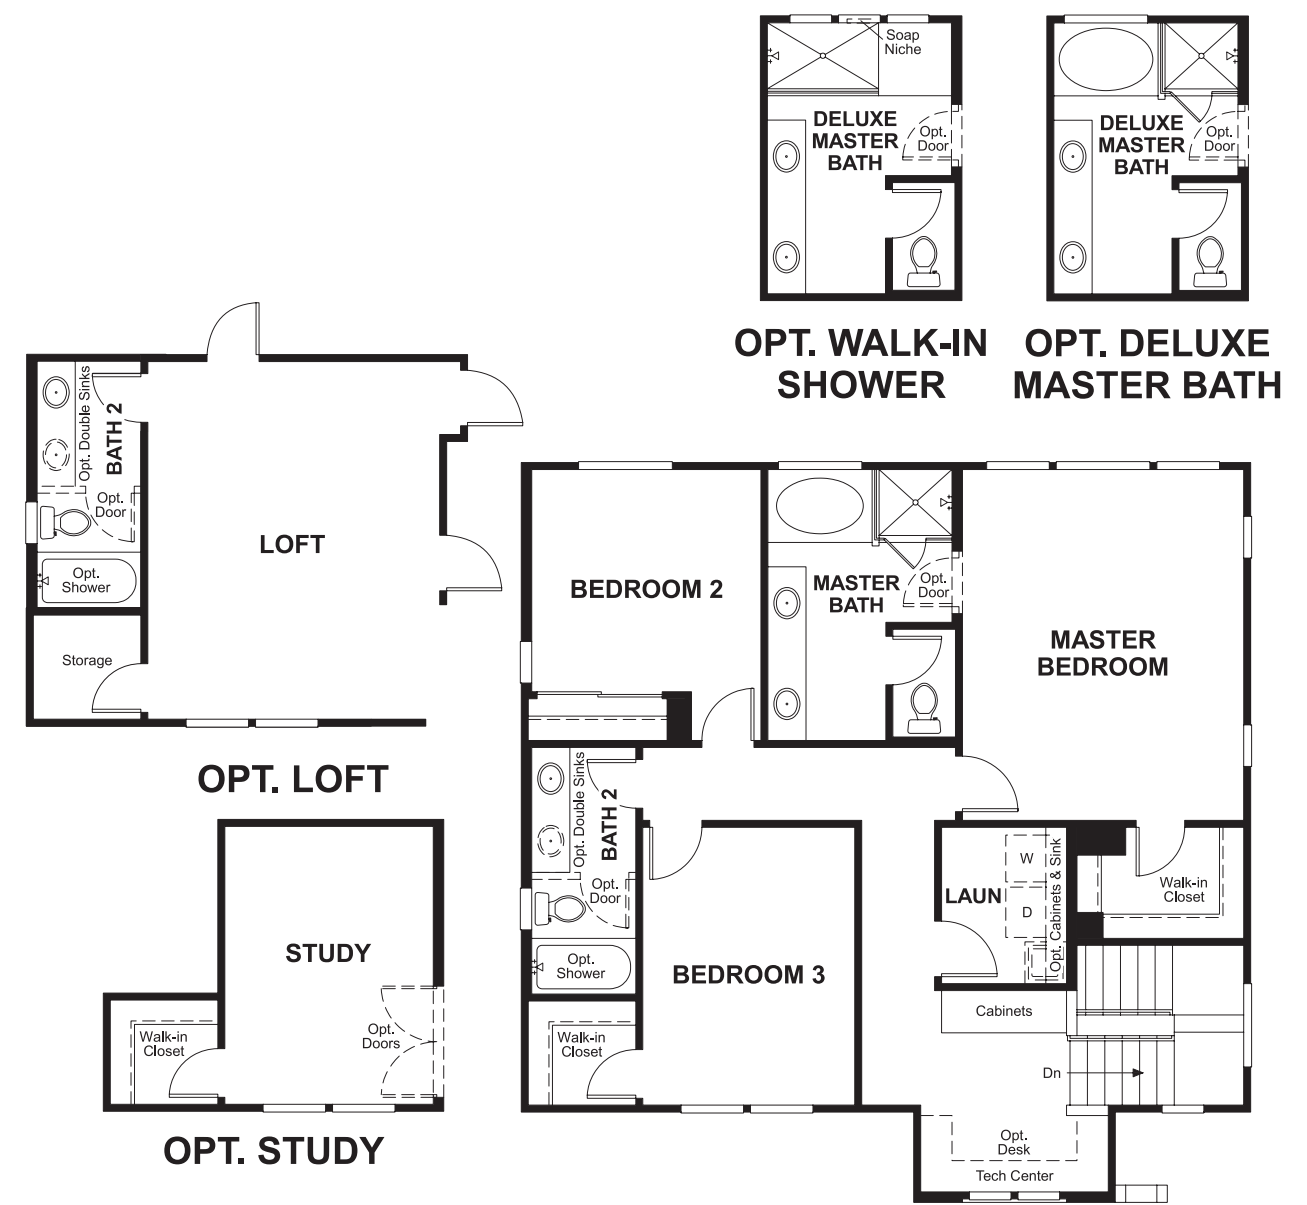 Soap
Niche
DELUXE
MASTER
BATH
Opt.
Door
OPT. WALK-IN
SHOWER
DELUXE
MASTER
BATH
Opt.
Door
OPT. DELUXE
MASTER BATH
Opt. Double Sinks
BATH 2
Opt.
Door
Opt.
Shower
LOFT
Storage
OPT. LOFT
BEDROOM 2
MASTER
BATH
Opt.
Door
MASTER
BEDROOM
Opt. Double Sinks
BATH 2
Opt.
Door
Opt.
Shower
BEDROOM 3
Walk-in
Closet
LAUN
W
D
Opt. Cabinets & Sink
Walk-in
Closet
Cabinets
Dn
Opt.
Desk
Tech Center
STUDY
Walk-in
Closet
Opt.
Doors
OPT. STUDY